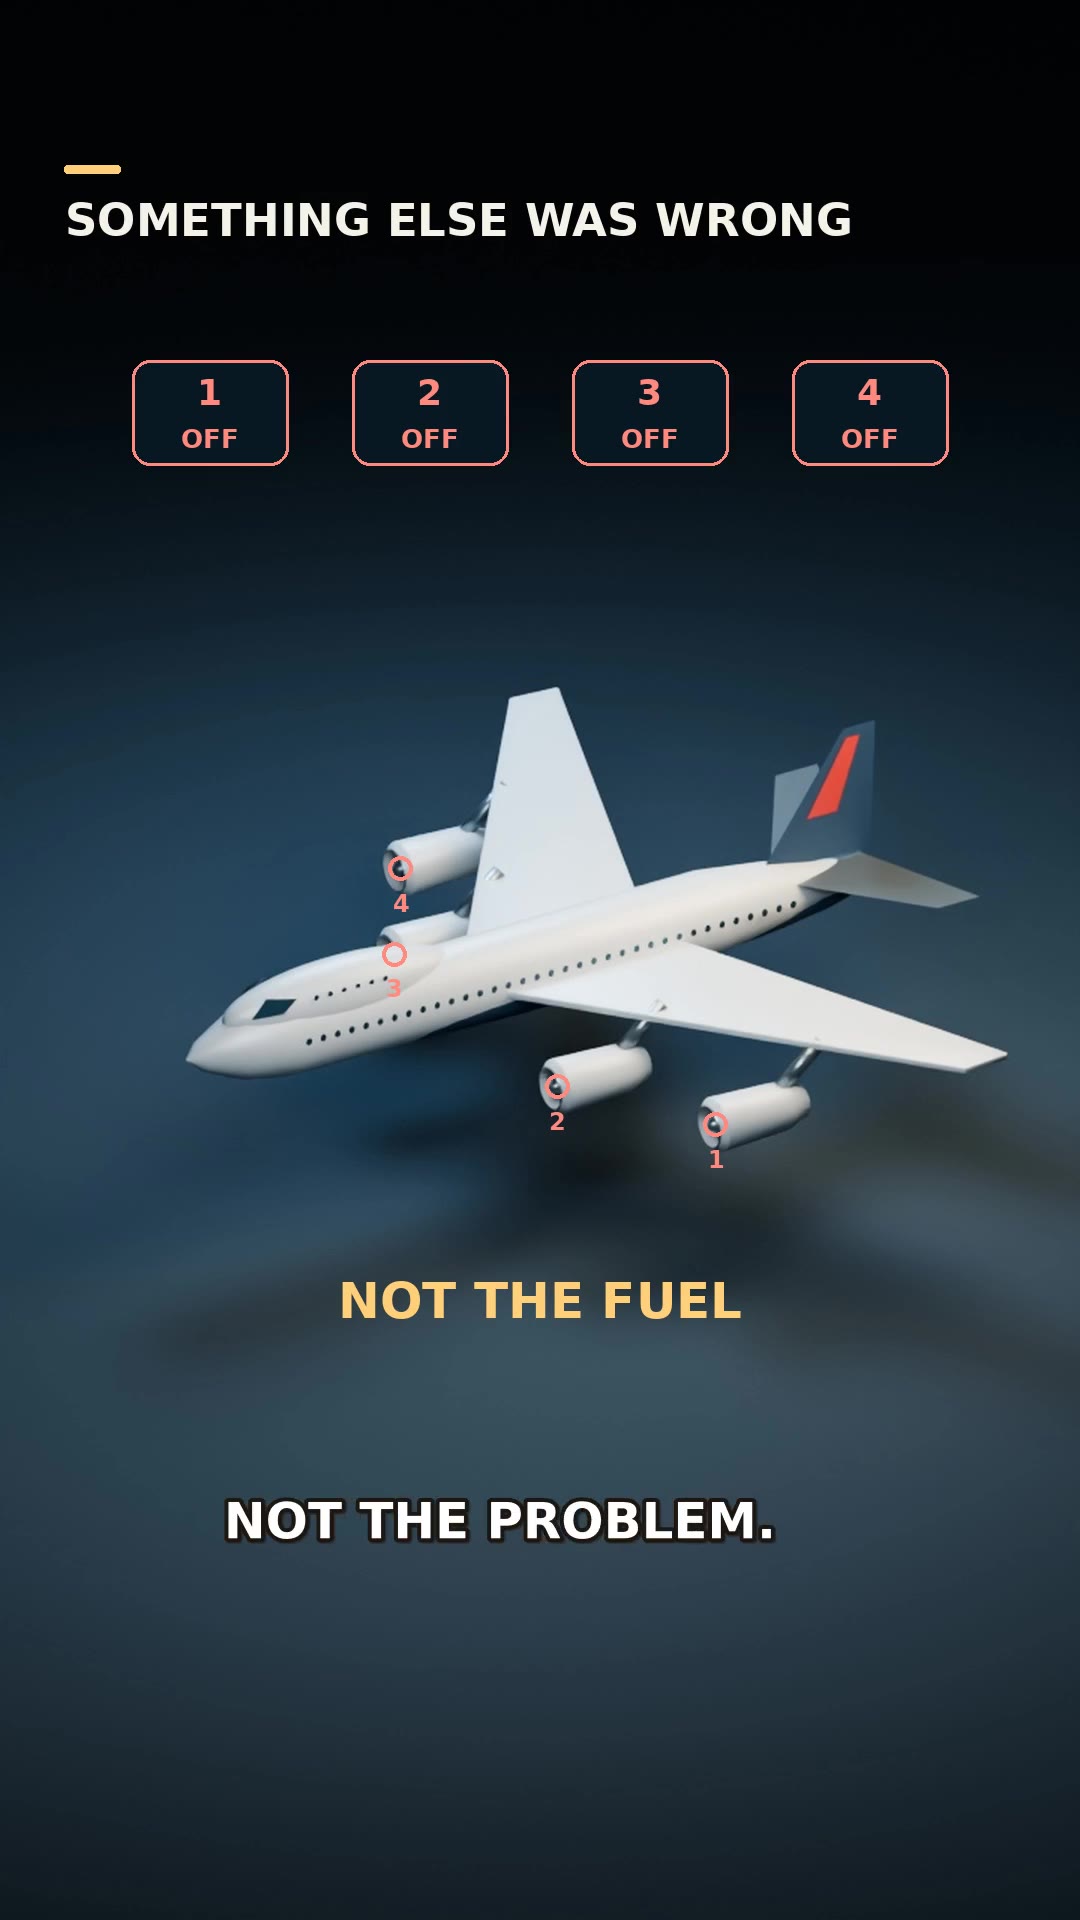 SOMETHING ELSE WAS WRONG
1 2 3 4
OFF OFF OFF OFF
4
3
2
1
NOT THE FUEL
NOT THE PROBLEM.